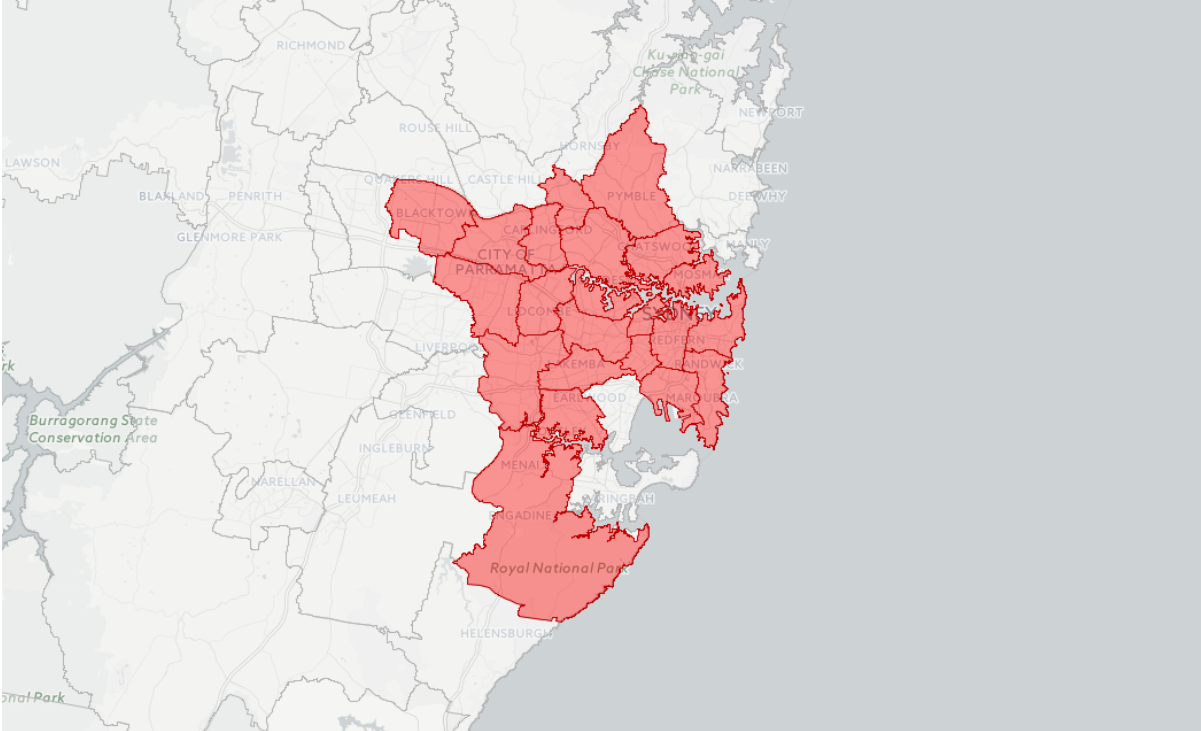 RICHMOND
Ku-ring-gai
Chase National
Park
NEWPORT
ROUSE HILL
HORNSBY
LAWSON
NARRABEEN
QUAKERS HILL
CASTLE HILL
BLAXLAND
PENRITH
PYMBLE
DEE WHY
BLACKTOWN
GLENMORE PARK
CARLINGFORD
CHATSWOOD
MANLY
CITY OF
PARRAMATTA
MOSMAN
LIDCOMBE
SYDNEY
REDFERN
LIVERPOOL
rk
LAKEMBA
RANDWICK
EARLWOOD
MAROUBRA
GLENFIELD
Burragorang State
Conservation Area
INGLEBURN
MENAI
NARELLAN
LEUMEAH
CARINGBAH
ENGADINE
Royal National Park
HELENSBURGH
onal Park